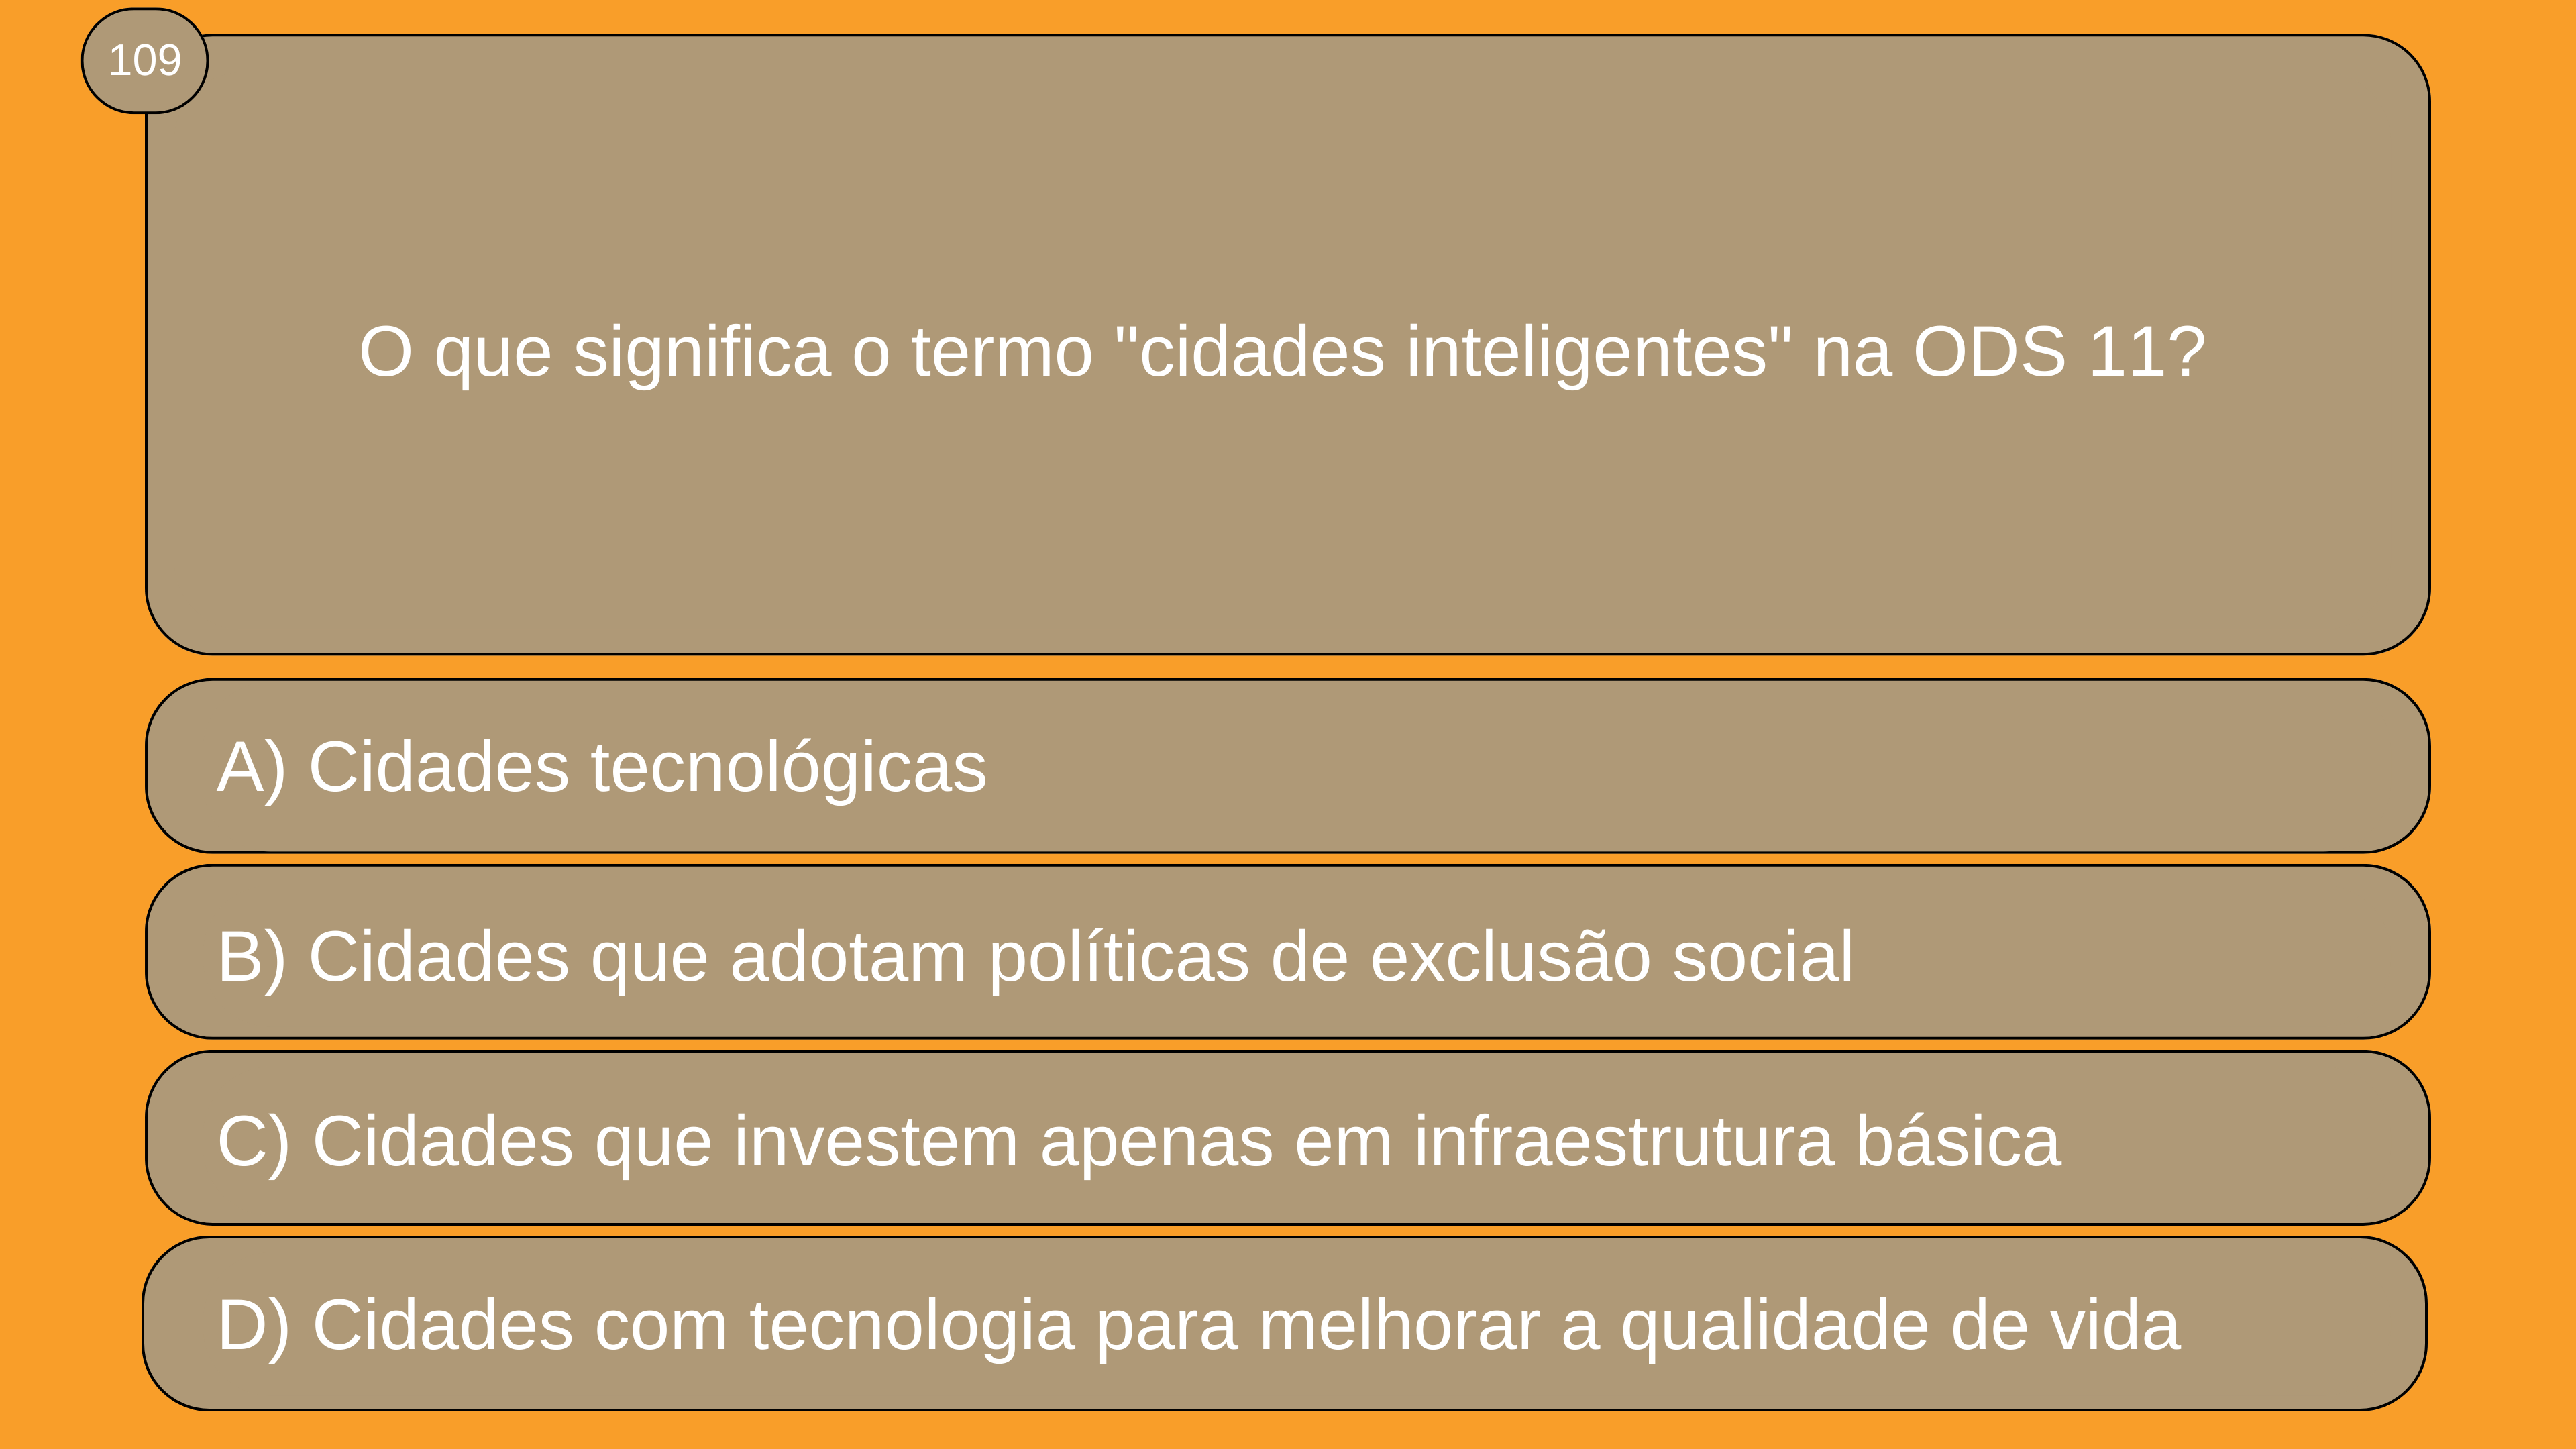 109
O que significa o termo "cidades inteligentes" na ODS 11?
A) Cidades tecnológicas
B) Cidades que adotam políticas de exclusão social
C) Cidades que investem apenas em infraestrutura básica
D) Cidades com tecnologia para melhorar a qualidade de vida